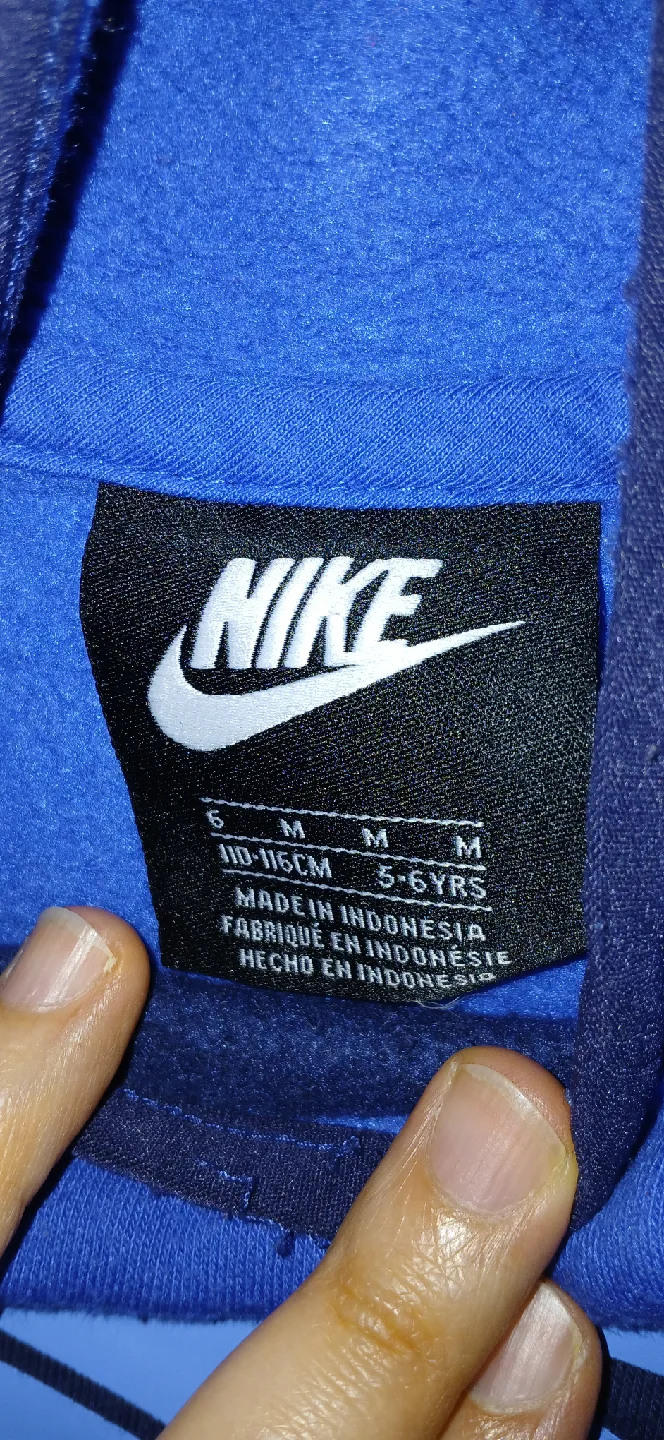 NIKE
6 M M M
110-116CM 5-6YRS
MADE IN INDONESIA
FABRIQUÉ EN INDONÉSIE
HECHO EN INDONESIA